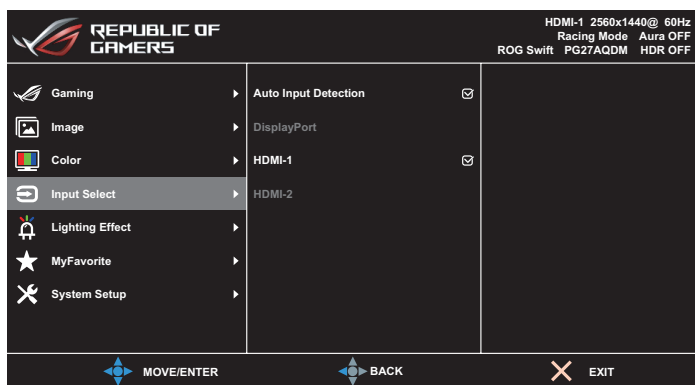 REPUBLIC OF
GAMERS
HDMI-1 2560x1440@ 60Hz
Racing Mode Aura OFF
ROG Swift PG27AQDM HDR OFF
Gaming
Image
Color
Input Select
Lighting Effect
MyFavorite
System Setup
Auto Input Detection
DisplayPort
HDMI-1
HDMI-2
MOVE/ENTER
BACK
EXIT